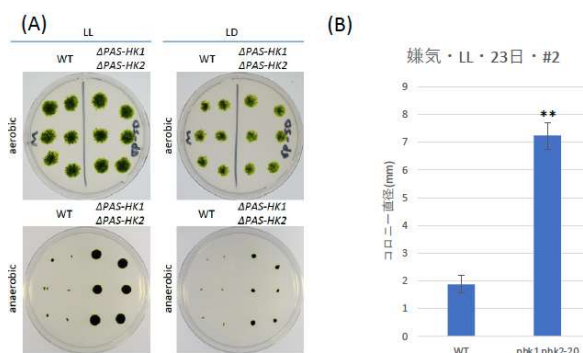 (A)
LL
LD
WT
ΔPAS-HK1
ΔPAS-HK2
WT
ΔPAS-HK1
ΔPAS-HK2
aerobic
WT
ΔPAS-HK1
ΔPAS-HK2
WT
ΔPAS-HK1
ΔPAS-HK2
anaerobic
aerobic
anaerobic
(B)
嫌気・LL・23日・#2
コロニー直径(mm)
9
8
7
6
5
4
3
2
1
0
**
WT
phk1phk2-20